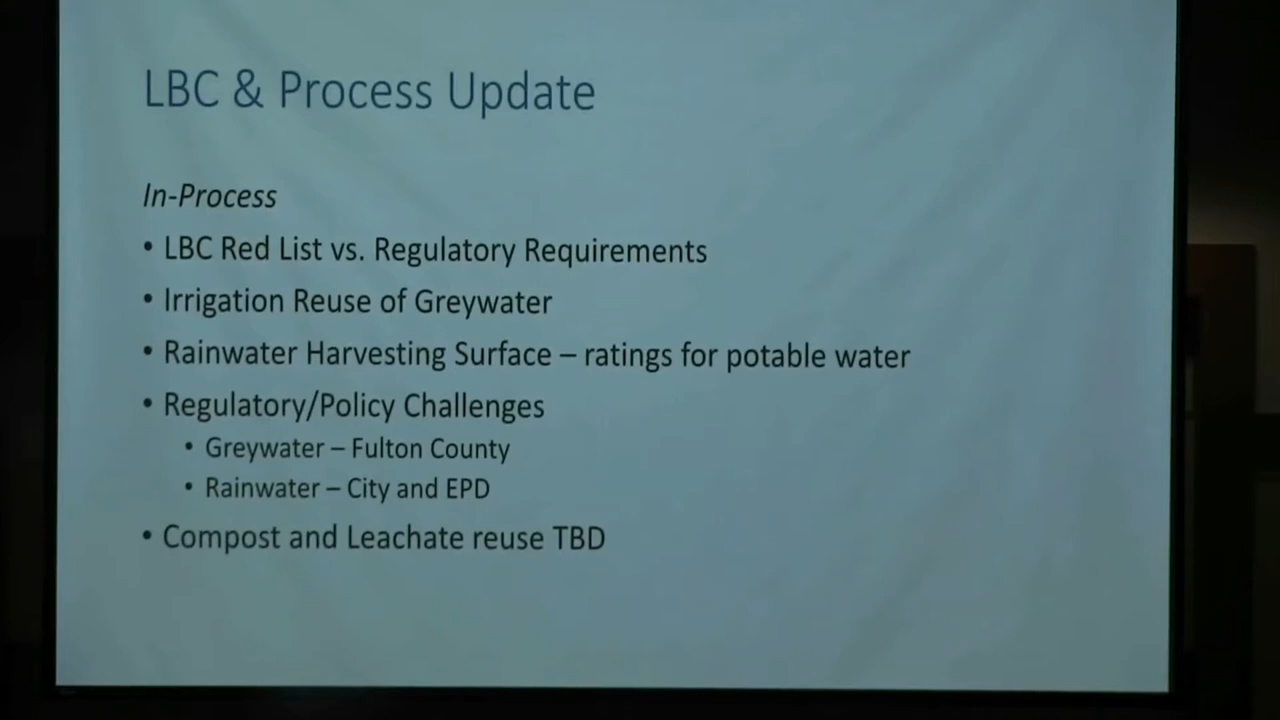 LBC & Process Update
In-Process
• LBC Red List vs. Regulatory Requirements
• Irrigation Reuse of Greywater
• Rainwater Harvesting Surface – ratings for potable water
• Regulatory/Policy Challenges
• Greywater – Fulton County
• Rainwater – City and EPD
• Compost and Leachate reuse TBD